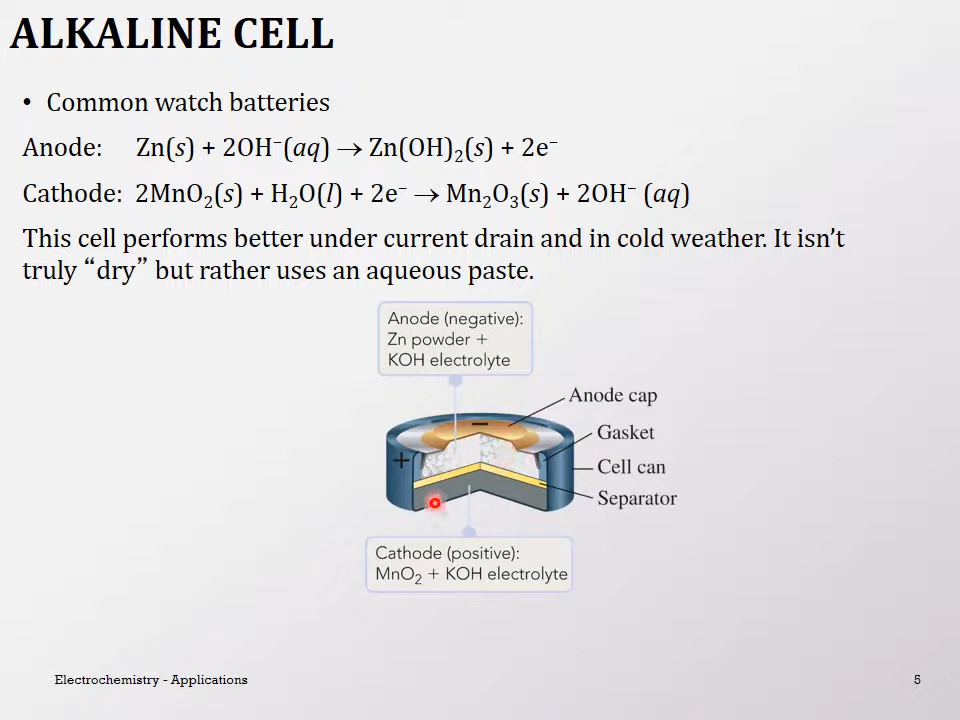 ALKALINE CELL
• Common watch batteries
Anode: Zn(s) + 2OH⁻(aq) → Zn(OH)₂(s) + 2e⁻
Cathode: 2MnO₂(s) + H₂O(l) + 2e⁻ → Mn₂O₃(s) + 2OH⁻ (aq)
This cell performs better under current drain and in cold weather. It isn’t
truly “dry” but rather uses an aqueous paste.
Anode (negative):
Zn powder +
KOH electrolyte
Anode cap
Gasket
Cell can
Separator
−
+
Cathode (positive):
MnO₂ + KOH electrolyte
Electrochemistry - Applications
5